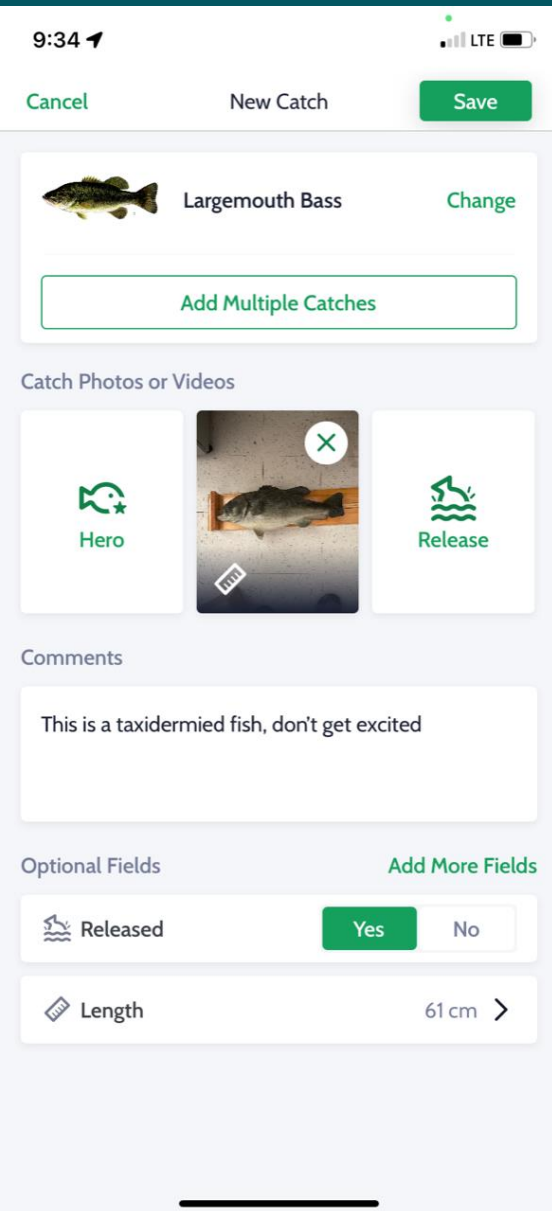 9:34
LTE
Cancel
New Catch
Save
Largemouth Bass
Change
Add Multiple Catches
Catch Photos or Videos
Hero
Release
Comments
This is a taxidermied fish, don't get excited
Optional Fields
Add More Fields
Released
Yes
No
Length
61 cm